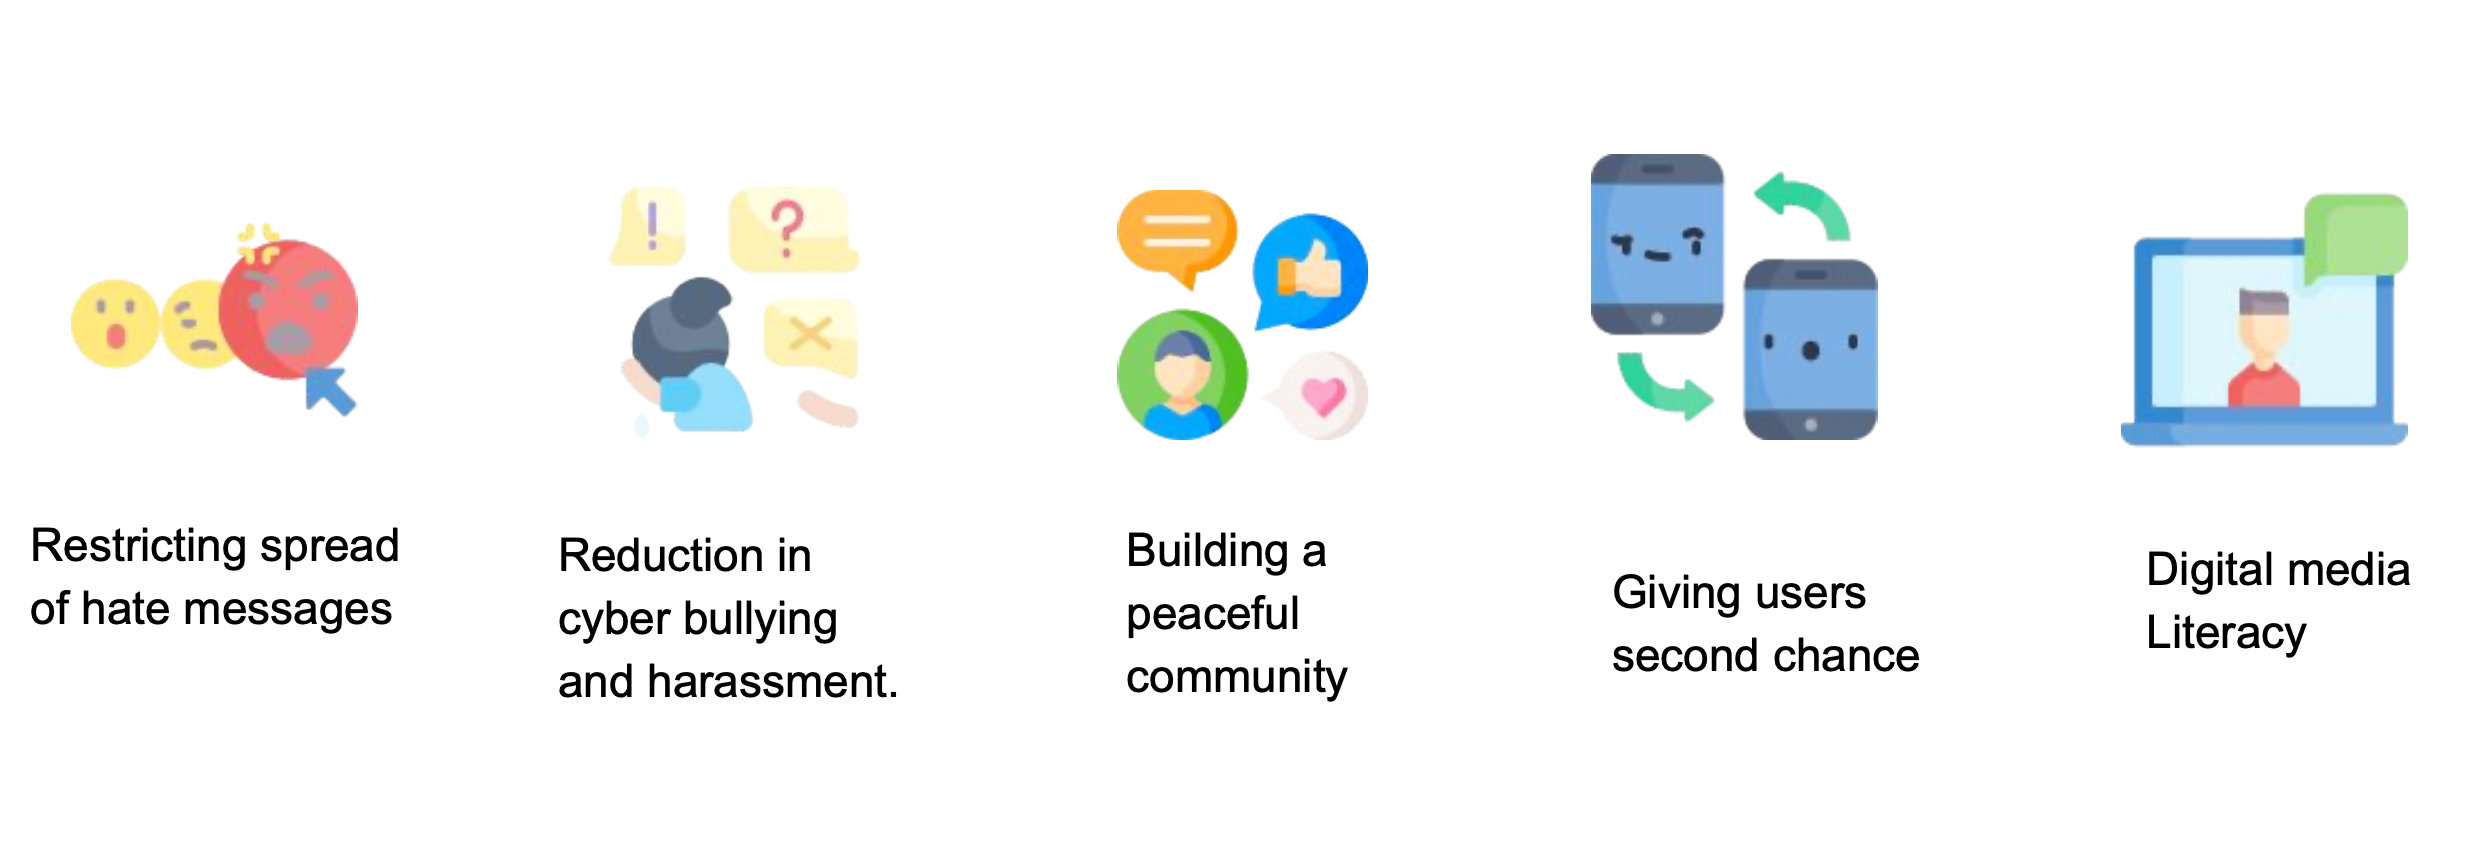 Restricting spread
of hate messages
Reduction in
cyber bullying
and harassment.
Building a
peaceful
community
Giving users
second chance
Digital media
Literacy